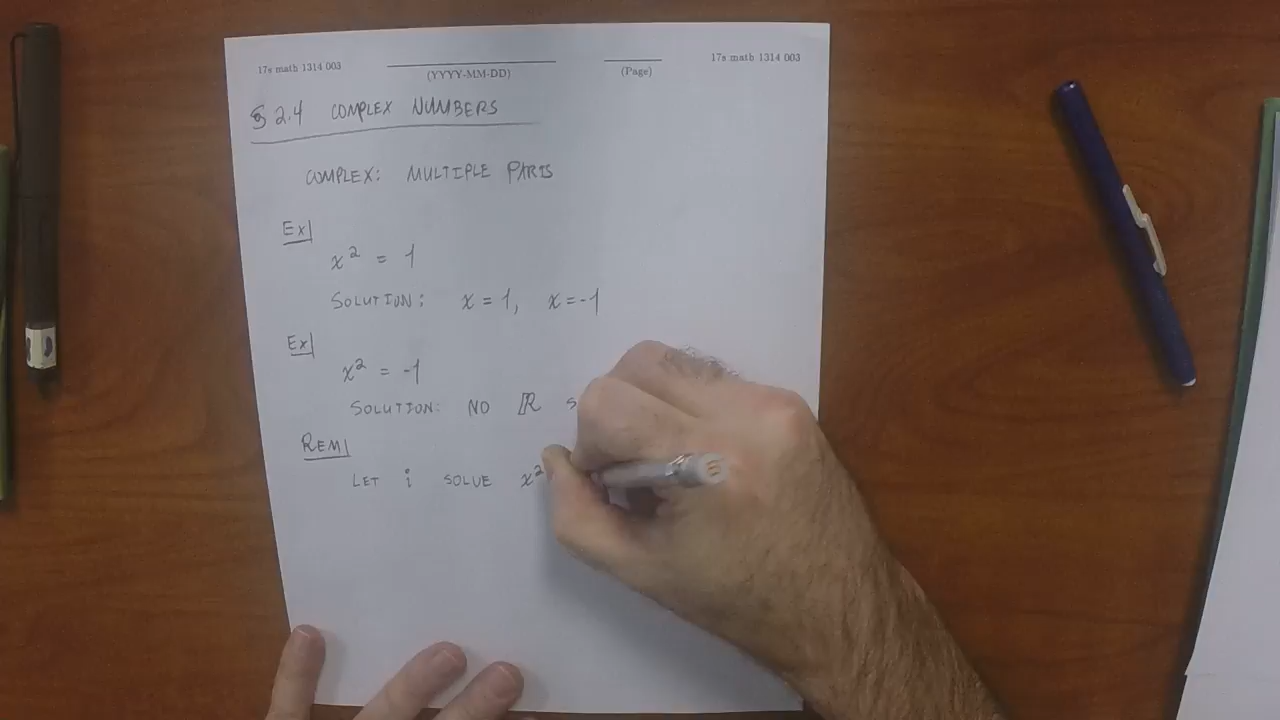 17s math 1314 003
(YYYY-MM-DD)
(Page)
17s math 1314 003
§ 2.4 COMPLEX NUMBERS
COMPLEX: MULTIPLE PARTS
Ex
x² = 1
SOLUTION: x = 1, x = -1
Ex
x² = -1
SOLUTION: NO ℝ S
REM
LET i SOLVE x²